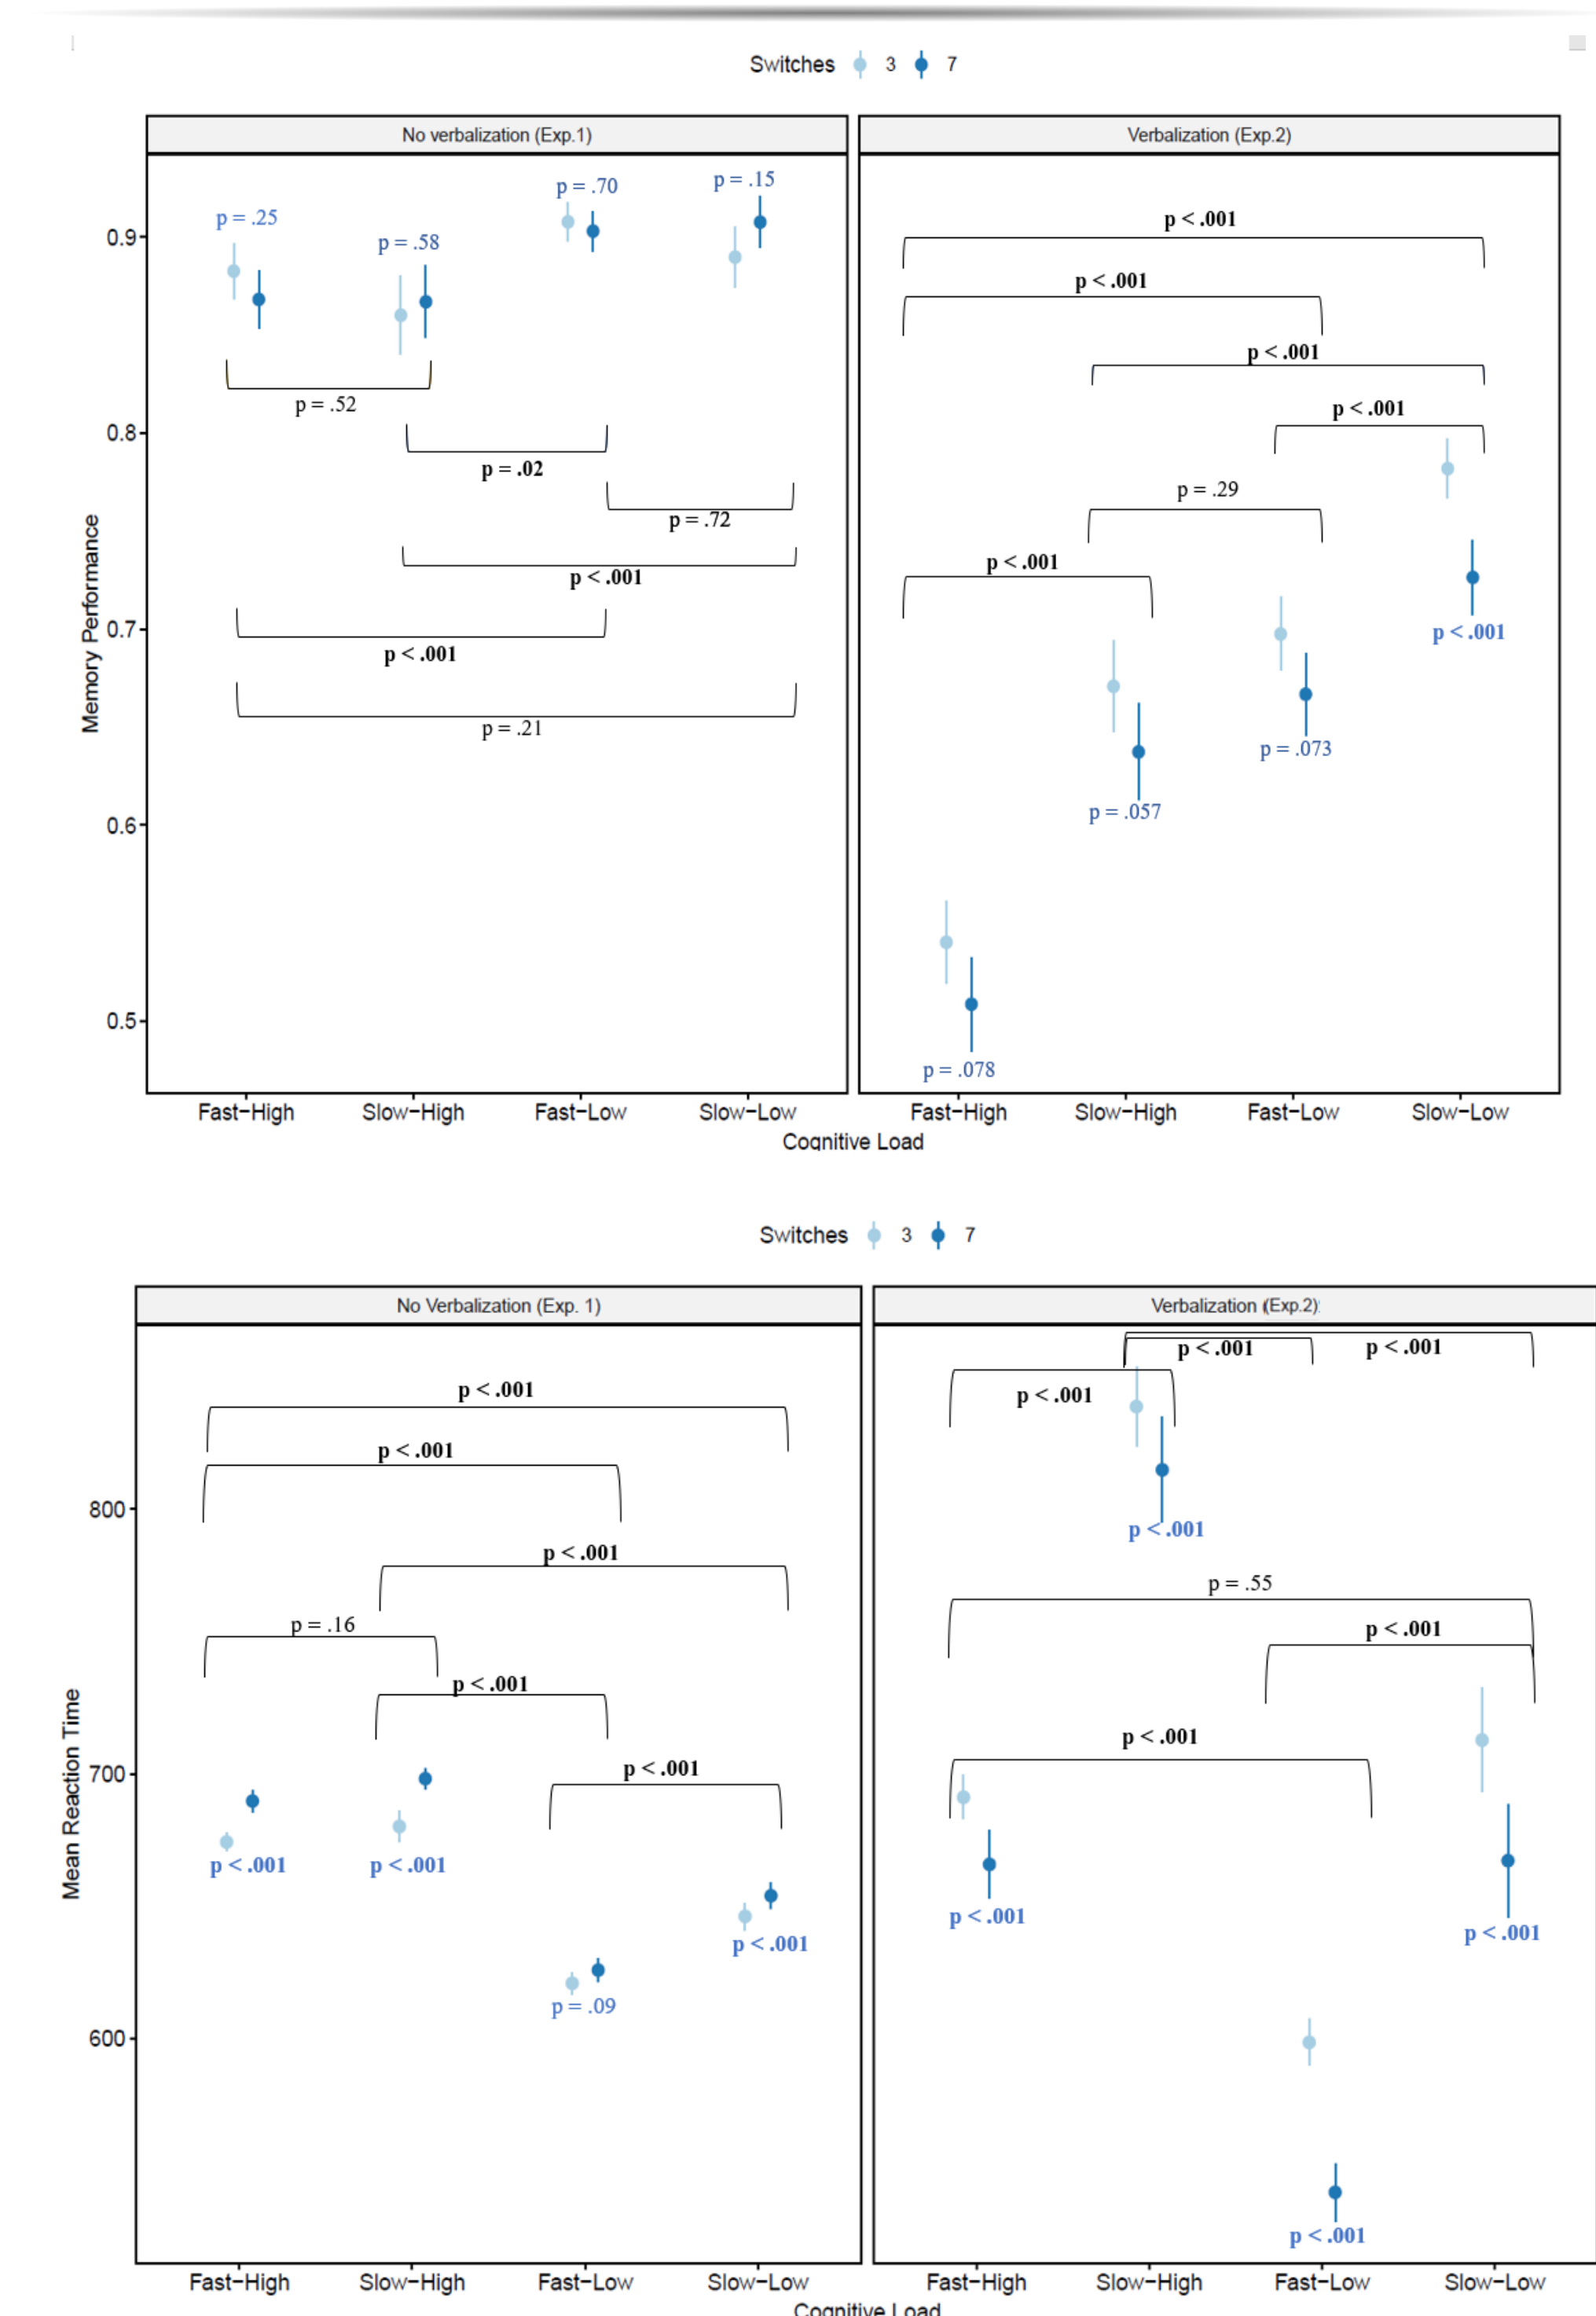 Switches 3 7
No verbalization (Exp.1)
Verbalization (Exp.2)
Memory Performance
0.9
0.8
0.7
0.6
0.5
p = .25
p = .58
p = .70
p = .15
p = .52
p = .02
p = .72
p < .001
p < .001
p = .21
p < .001
p < .001
p < .001
p < .001
p = .29
p < .001
p < .001
p = .073
p = .057
p = .078
Fast-High Slow-High Fast-Low Slow-Low
Fast-High Slow-High Fast-Low Slow-Low
Cognitive Load
Switches 3 7
No Verbalization (Exp. 1)
Verbalization (Exp.2)
Mean Reaction Time
800
700
600
p < .001
p < .001
p < .001
p = .16
p < .001
p < .001
p < .001
p < .001
p < .001
p = .09
p < .001
p < .001
p < .001
p < .001
p = .55
p < .001
p < .001
p < .001
p < .001
p < .001
Fast-High Slow-High Fast-Low Slow-Low
Fast-High Slow-High Fast-Low Slow-Low
Cognitive Load